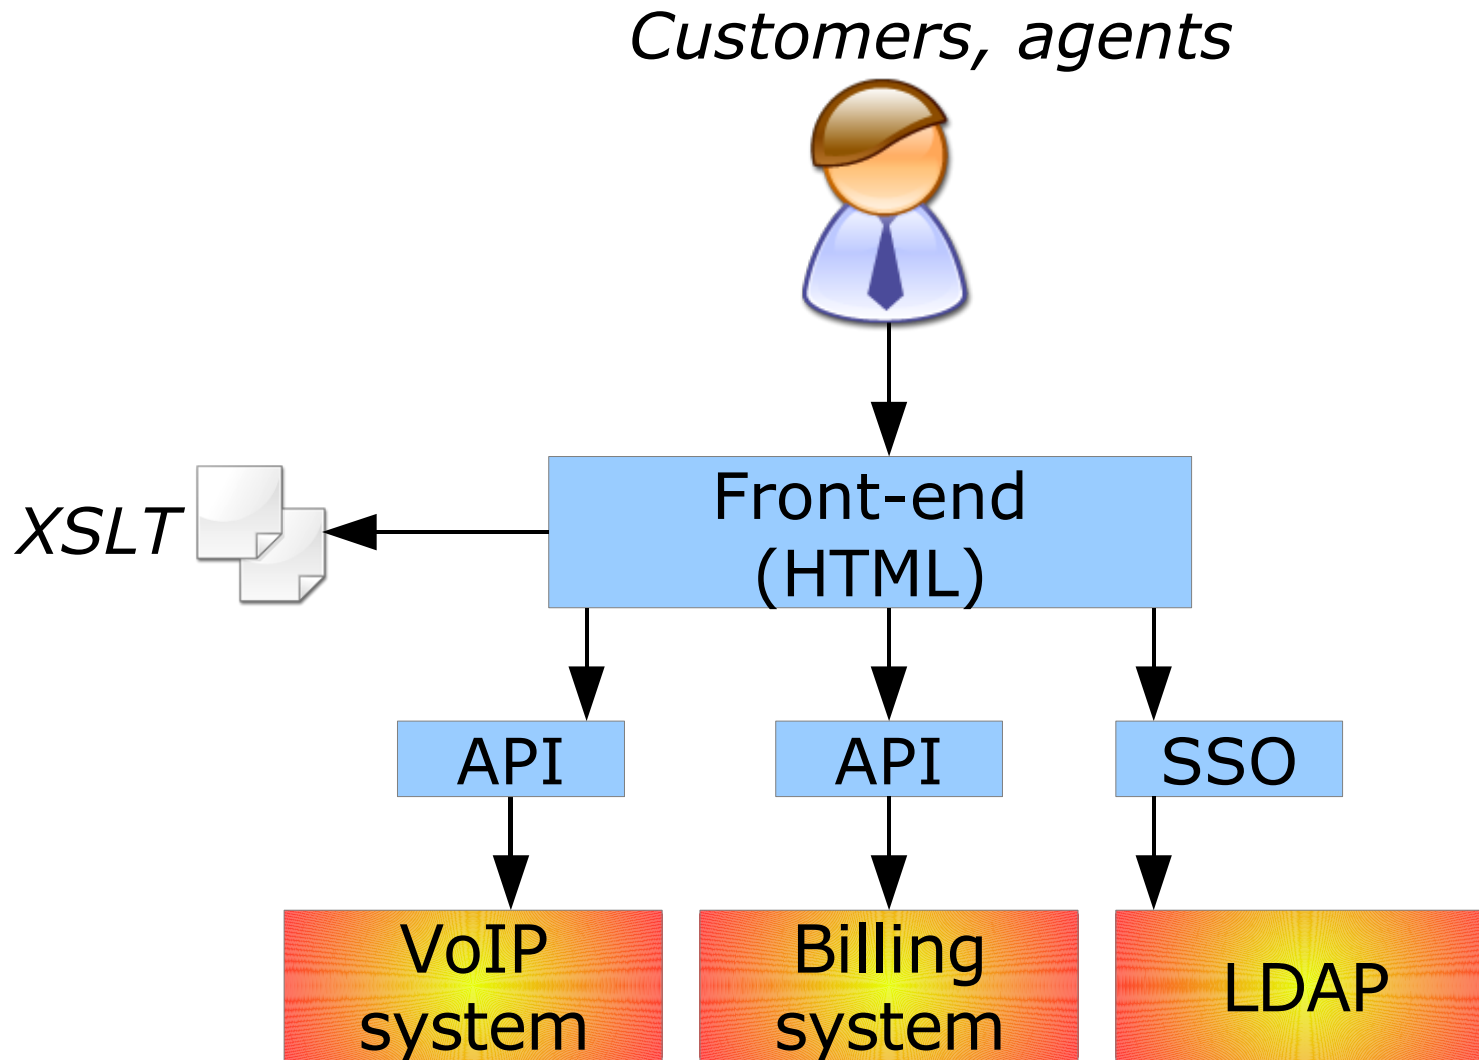 Customers, agents
XSLT
Front-end
(HTML)
API
API
SSO
VoIP
system
Billing
system
LDAP